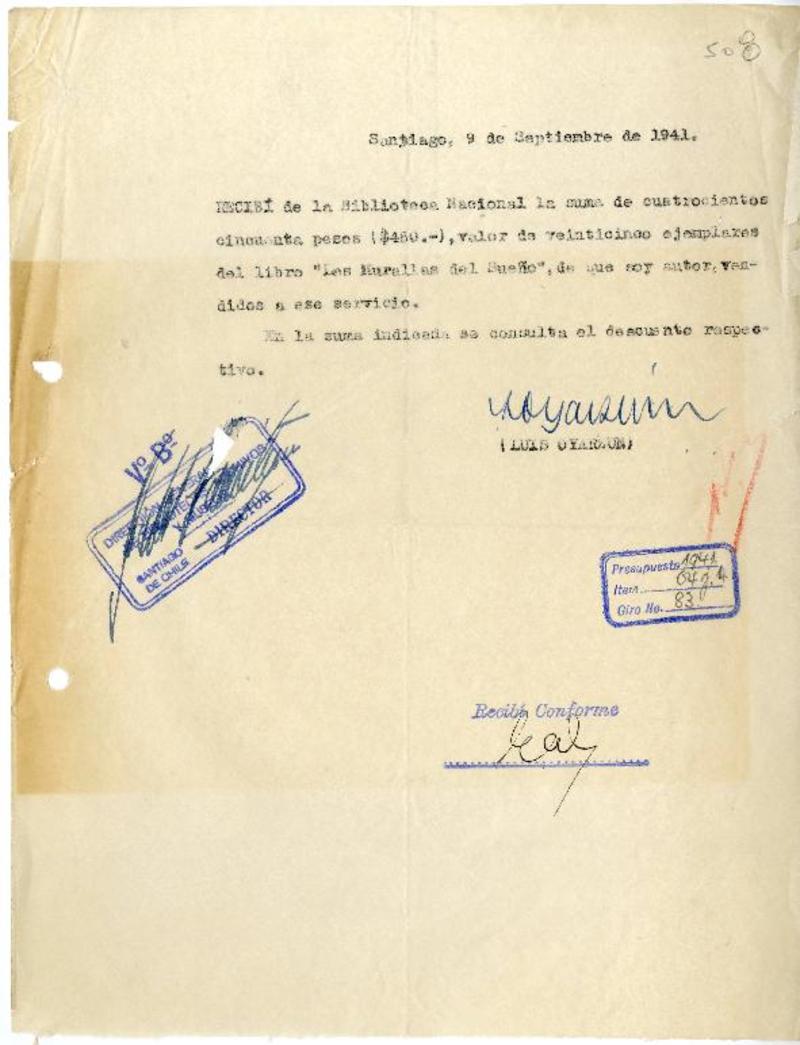 508
Santiago, 9 de Septiembre de 1941.
RECIBÍ de la Biblioteca Nacional la suma de cuatrocientos
cincuenta pesos ($450.-), valor de veinticinco ejemplares
del libro "Las Murallas del Sueño", de que soy autor, ven-
didos a ese servicio.
En la suma indicada se consulta el descuento respec-
tivo.
(LUIS OYARZUN)
Vº Bº
DIRECCIÓN GENERAL
DIRECTOR
SANTIAGO
DE CHILE
Presupuesto 1941
Item
Giro No. 83
Recibí Conforme